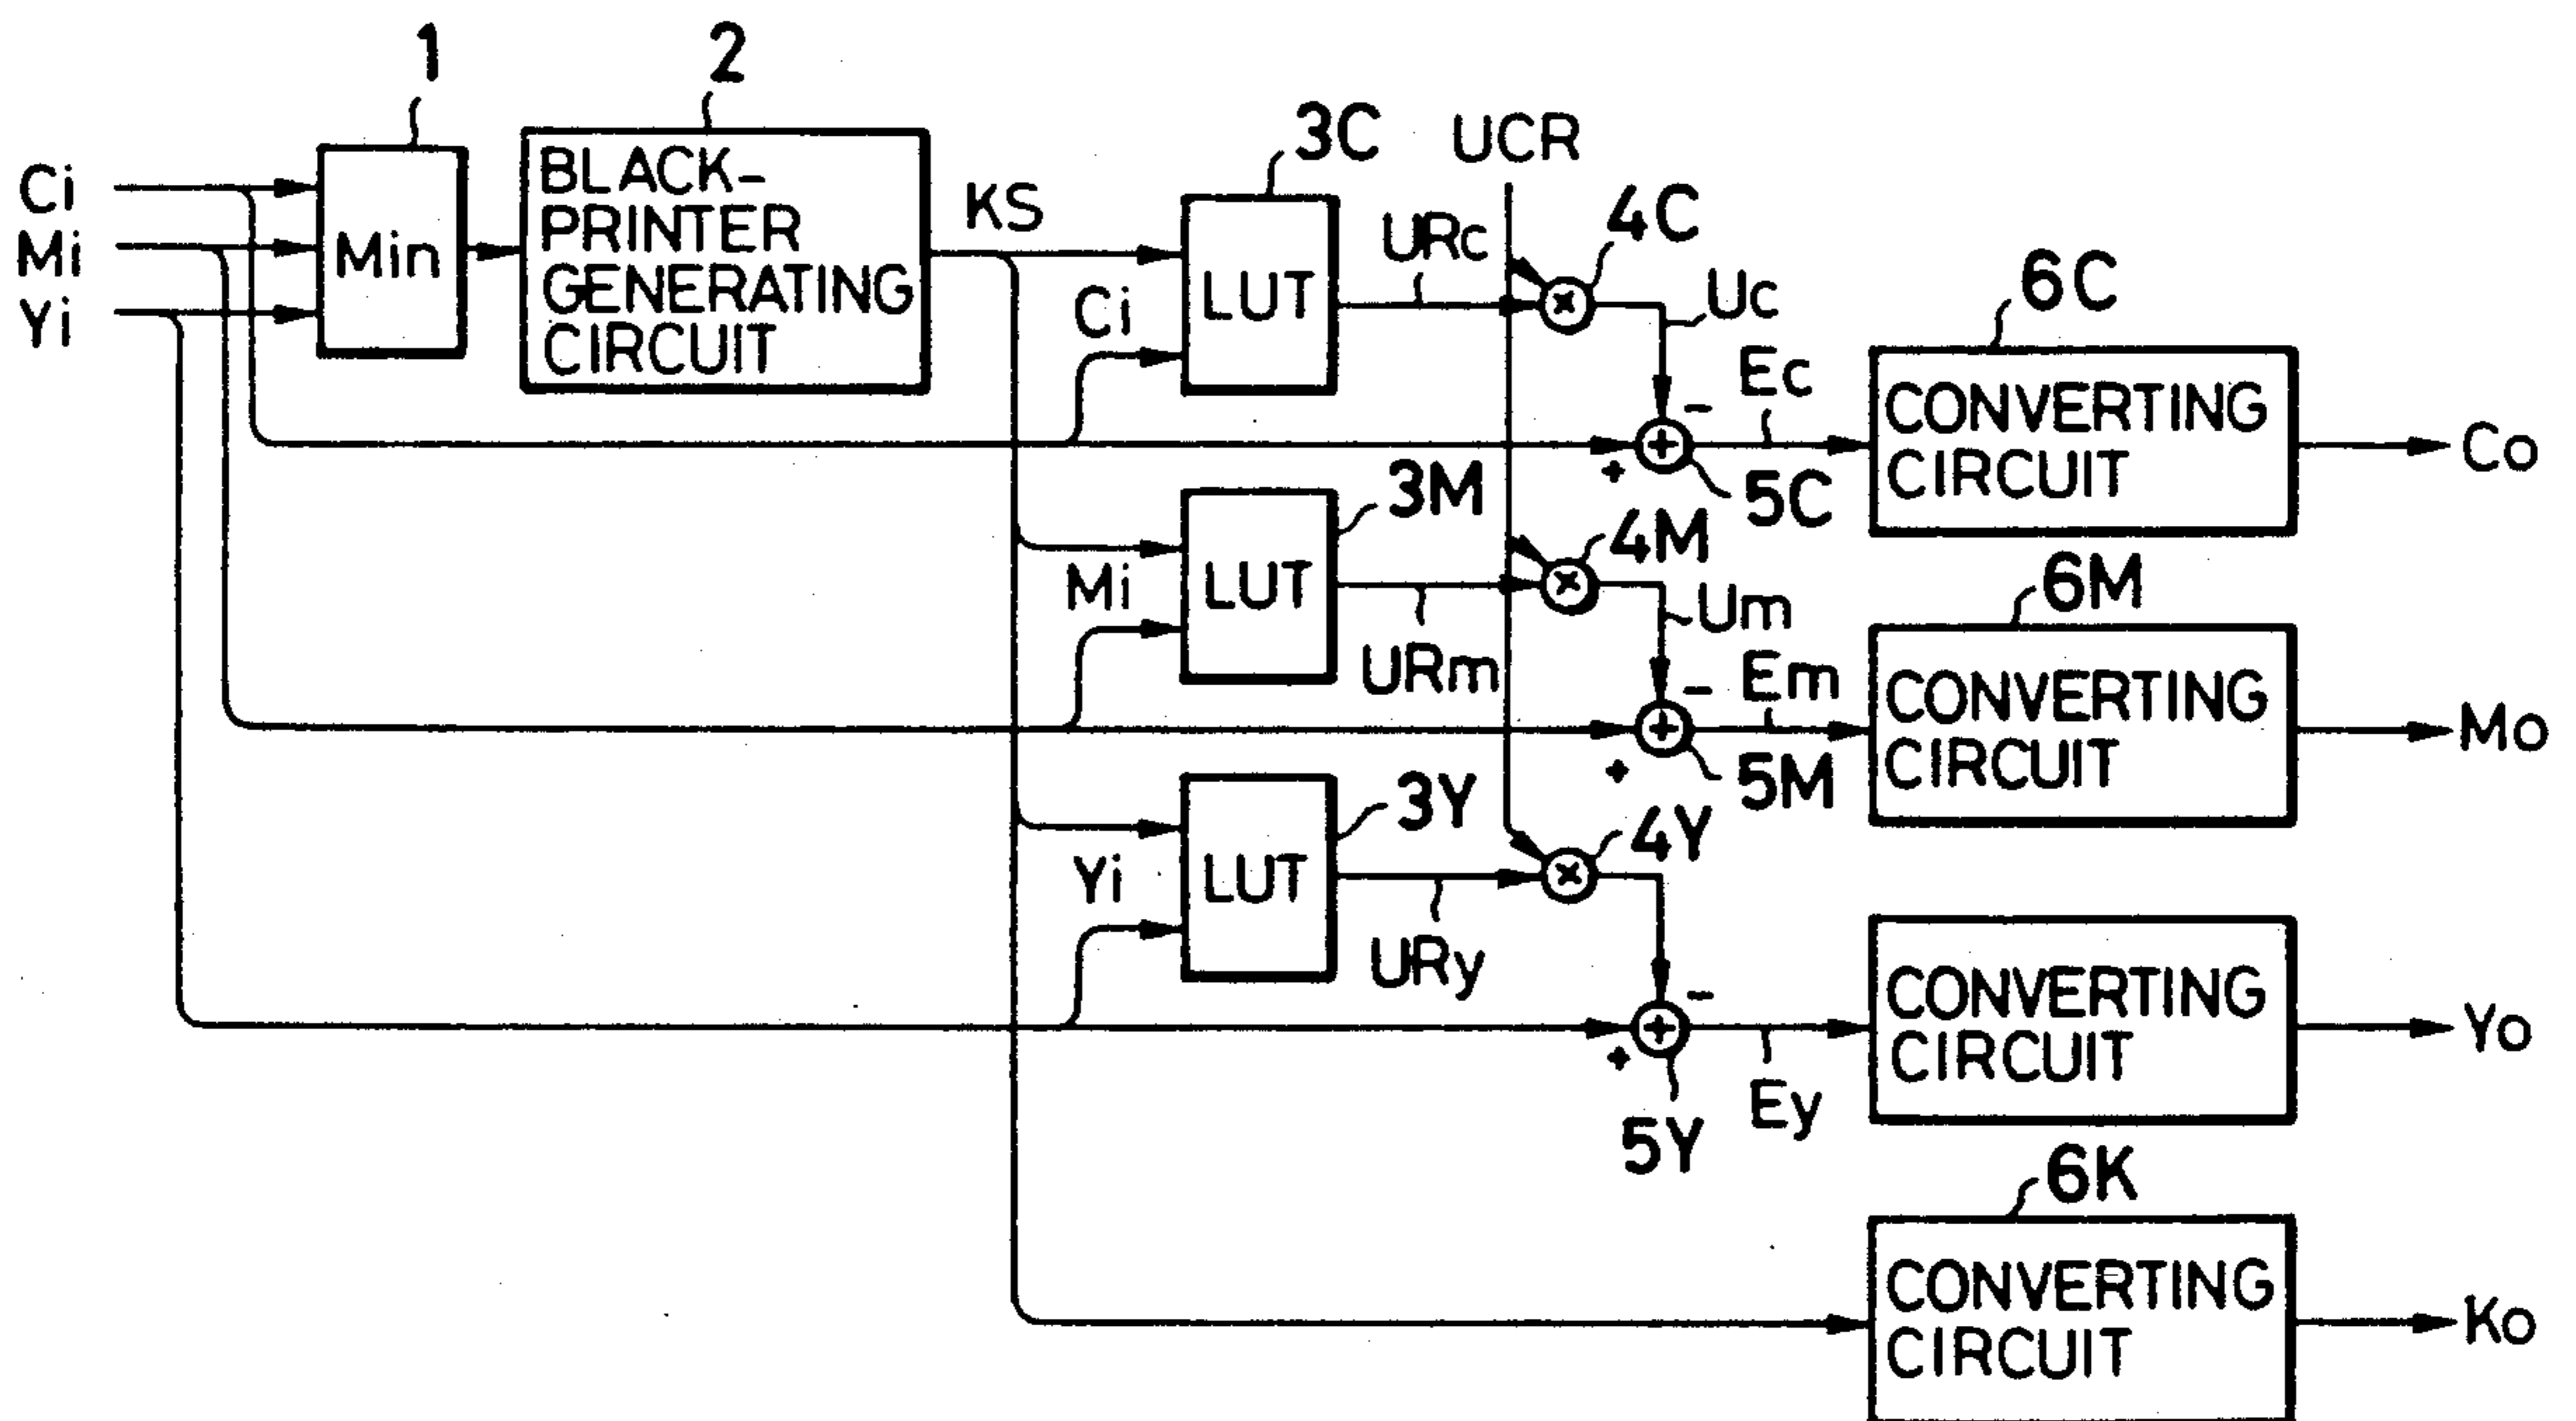 1
2
3C
UCR
Ci
Mi
Yi
Min
BLACK-
PRINTER
GENERATING
CIRCUIT
KS
Ci
LUT
URc
4C
Uc
Ec
6C
CONVERTING
CIRCUIT
Co
5C
3M
Mi
LUT
URm
4M
Um
Em
6M
CONVERTING
CIRCUIT
Mo
5M
3Y
Yi
LUT
URy
4Y
Ey
5Y
CONVERTING
CIRCUIT
Yo
6K
CONVERTING
CIRCUIT
Ko